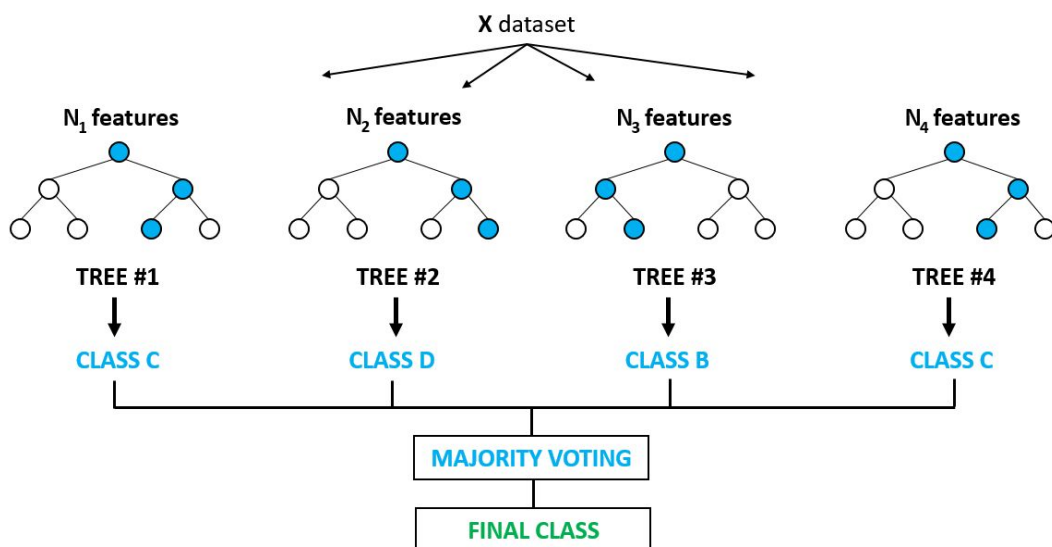 X dataset
N₁ features
N₂ features
N₃ features
N₄ features
TREE #1
TREE #2
TREE #3
TREE #4
CLASS C
CLASS D
CLASS B
CLASS C
MAJORITY VOTING
FINAL CLASS